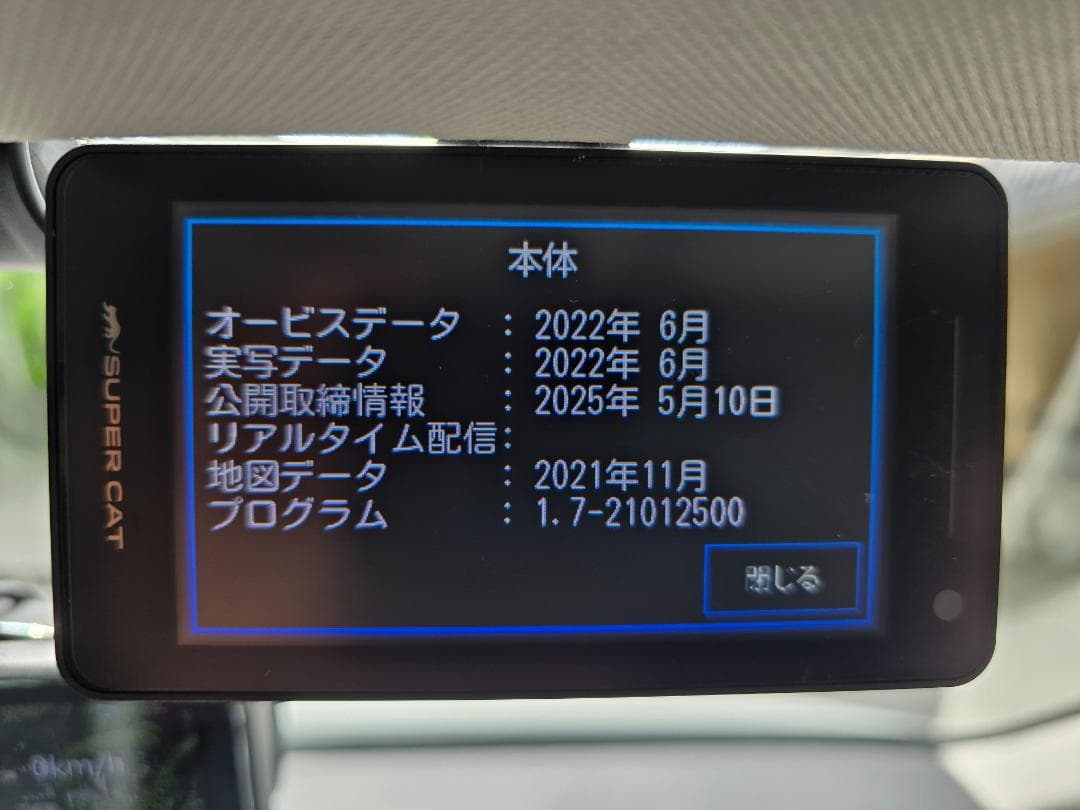 本体
オービスデータ : 2022年 6月
実写データ : 2022年 6月
公開取締情報 : 2025年 5月10日
リアルタイム配信:
地図データ : 2021年11月
プログラム : 1.7-21012500
閉じる
SUPER CAT
0km/h